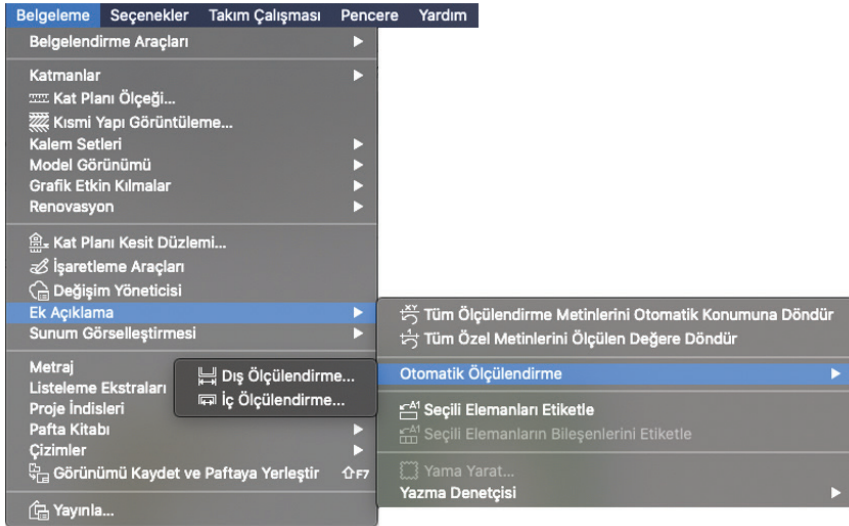 Belgeleme Seçenekler Takım Çalışması Pencere Yardım
Belgelendirme Araçları
Katmanlar
Kat Planı Ölçeği...
Kısmi Yapı Görüntüleme...
Kalem Setleri
Model Görünümü
Grafik Etkin Kılmalar
Renovasyon
Kat Planı Kesit Düzlemi...
İşaretleme Araçları
Değişim Yöneticisi
Ek Açıklama
Sunum Görselleştirmesi
Metraj
Listeleme Ekstraları
Proje İndisleri
Pafta Kitabı
Çizimler
Görünümü Kaydet ve Paftaya Yerleştir ⇧F7
Yayınla...
Tüm Ölçülendirme Metinlerini Otomatik Konumuna Döndür
Tüm Özel Metinlerini Ölçülen Değere Döndür
Otomatik Ölçülendirme
Seçili Elemanları Etiketle
Seçili Elemanların Bileşenlerini Etiketle
Yama Yarat...
Yazma Denetçisi
Dış Ölçülendirme...
İç Ölçülendirme...